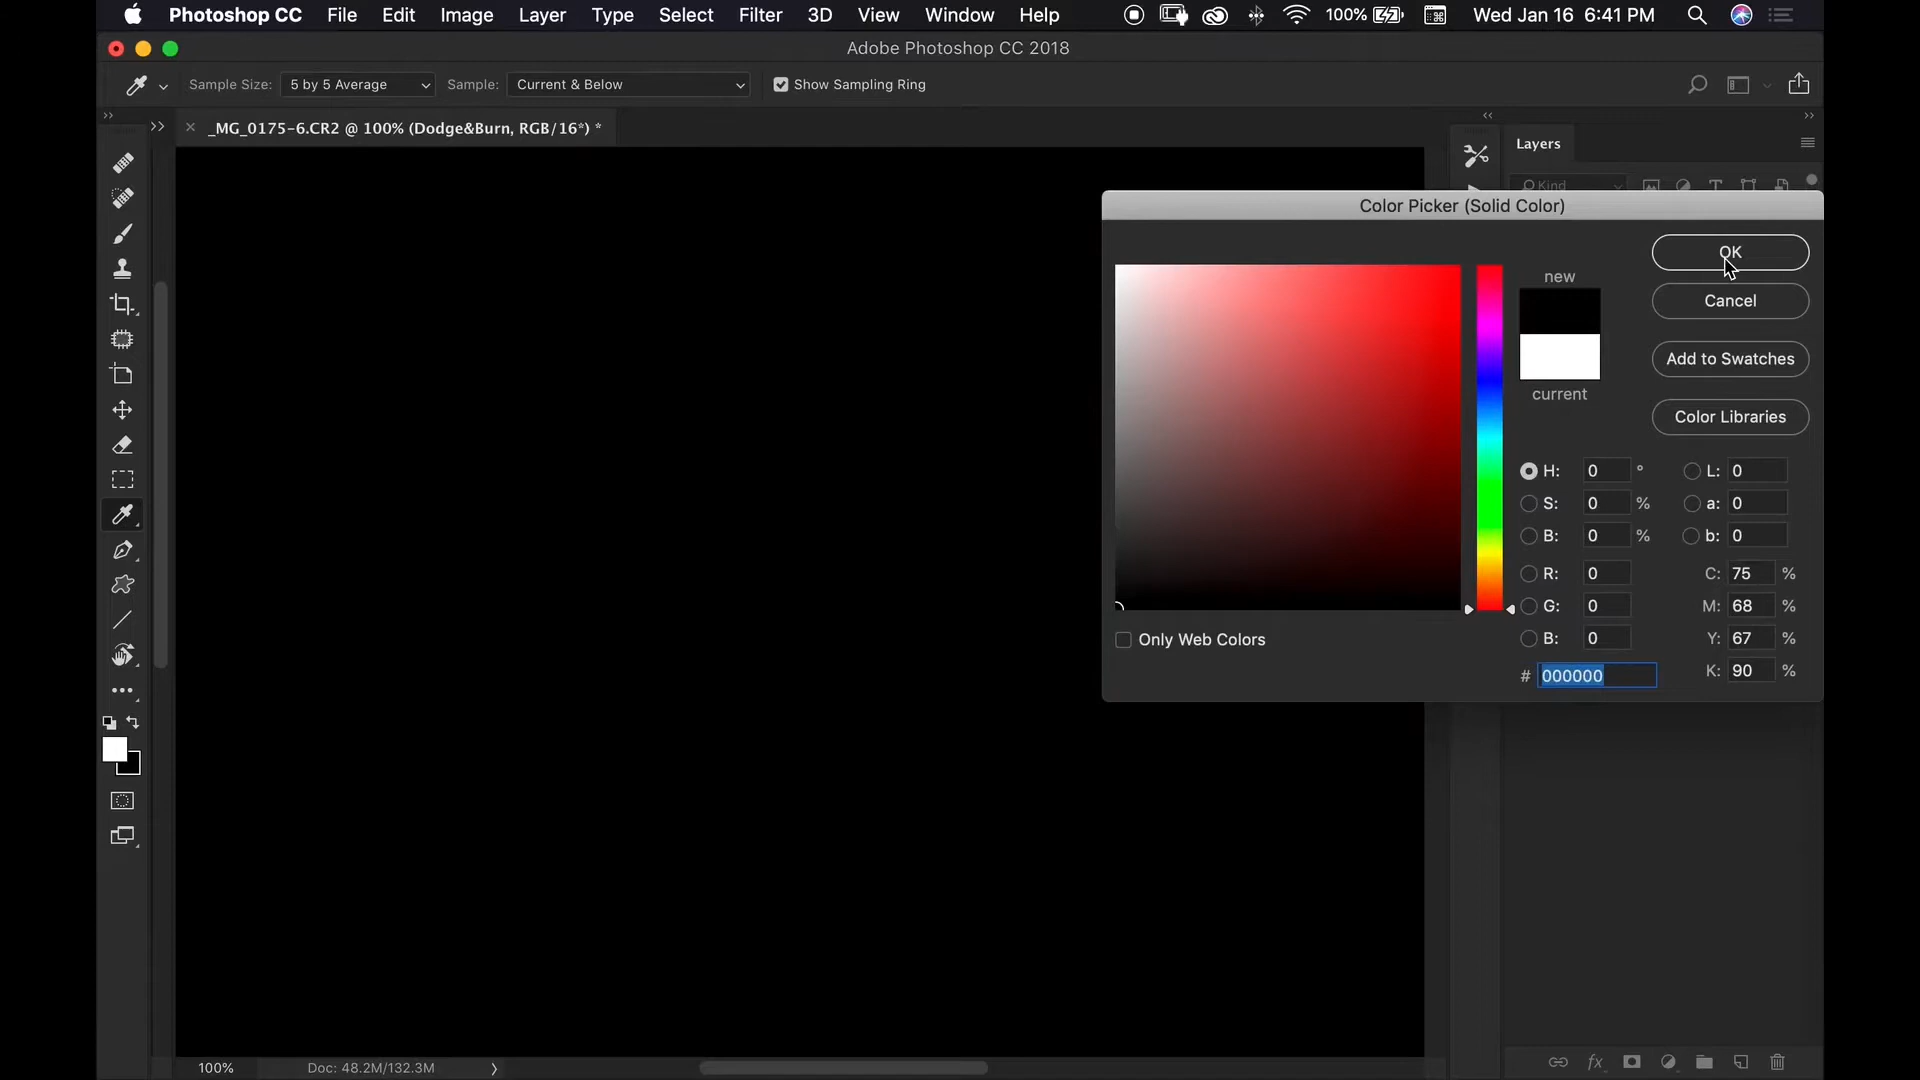 Photoshop CC File Edit Image Layer Type Select Filter 3D View Window Help 100% Wed Jan 16 6:41 PM
Adobe Photoshop CC 2018
Sample Size: 5 by 5 Average Sample: Current & Below Show Sampling Ring
_MG_0175-6.CR2 @ 100% (Dodge&Burn, RGB/16*) *
Layers
Kind
Color Picker (Solid Color)
OK
new
Cancel
Add to Swatches
current
Color Libraries
H: 0 ° L: 0
S: 0 % a: 0
B: 0 % b: 0
R: 0 C: 75 %
G: 0 M: 68 %
B: 0 Y: 67 %
Only Web Colors
# 000000 K: 90 %
100% Doc: 48.2M/132.3M
fx